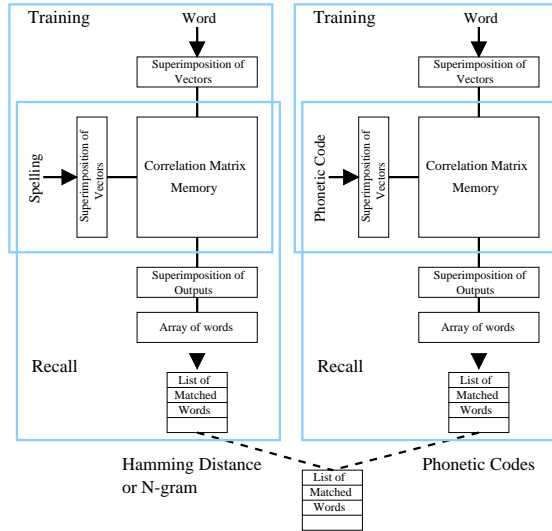 Training
Word
Superimposition of
Vectors
Spelling
Superimposition of
Vectors
Correlation Matrix
Memory
Superimposition of
Outputs
Array of words
Recall
List of
Matched
Words
Hamming Distance
or N-gram
Training
Word
Superimposition of
Vectors
Phonetic Code
Superimposition of
Vectors
Correlation Matrix
Memory
Superimposition of
Outputs
Array of words
Recall
List of
Matched
Words
Phonetic Codes
List of
Matched
Words